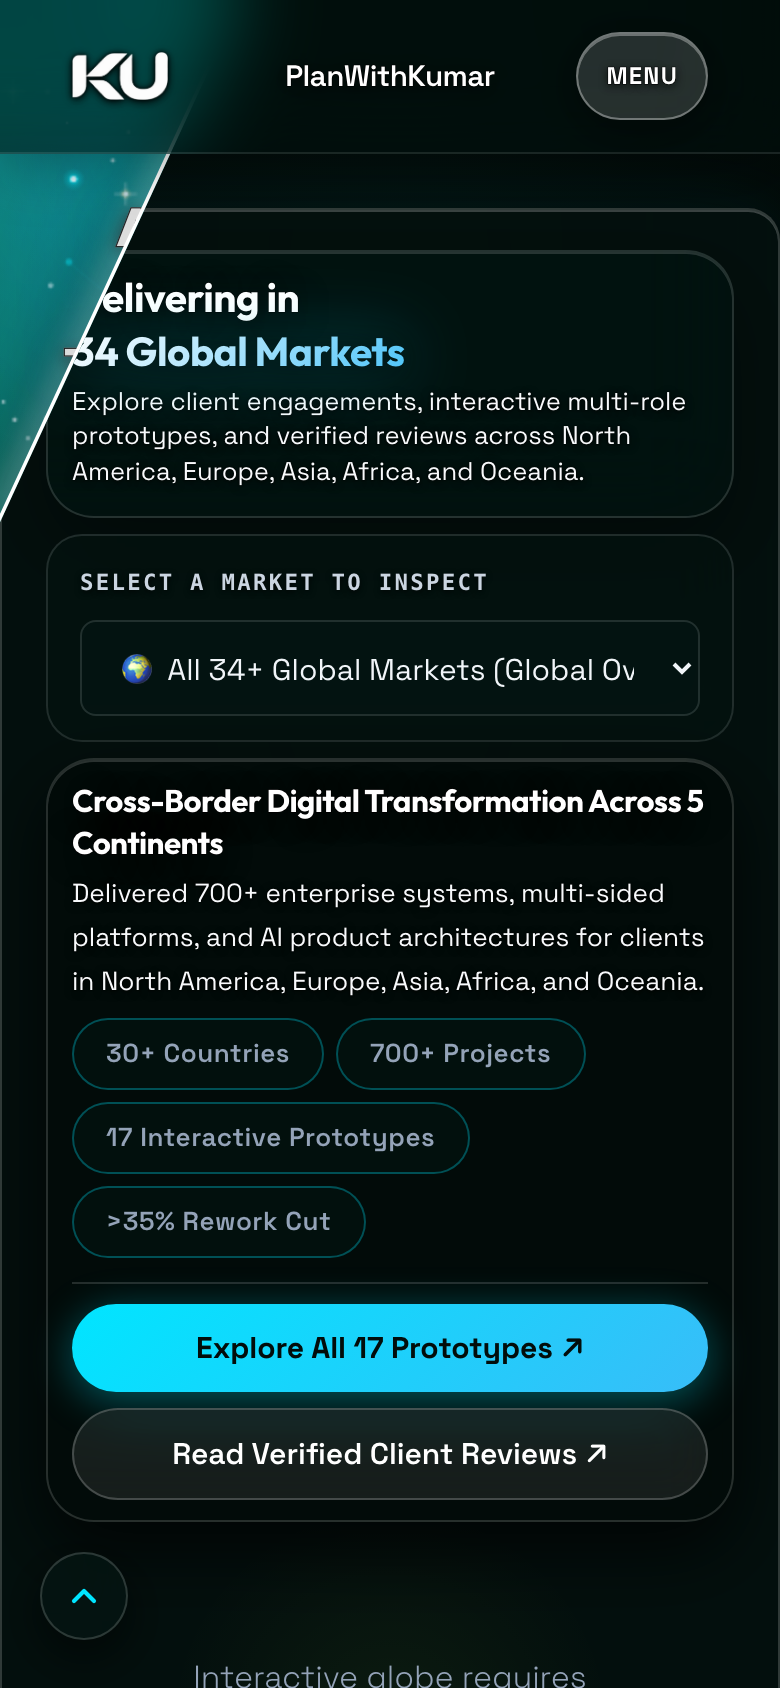 KU
PlanWithKumar
MENU
elivering in
34 Global Markets
Explore client engagements, interactive multi-role
prototypes, and verified reviews across North
America, Europe, Asia, Africa, and Oceania.
SELECT A MARKET TO INSPECT
All 34+ Global Markets (Global Ov
Cross-Border Digital Transformation Across 5
Continents
Delivered 700+ enterprise systems, multi-sided
platforms, and AI product architectures for clients
in North America, Europe, Asia, Africa, and Oceania.
30+ Countries
700+ Projects
17 Interactive Prototypes
>35% Rework Cut
Explore All 17 Prototypes ↗
Read Verified Client Reviews ↗
Interactive globe requires